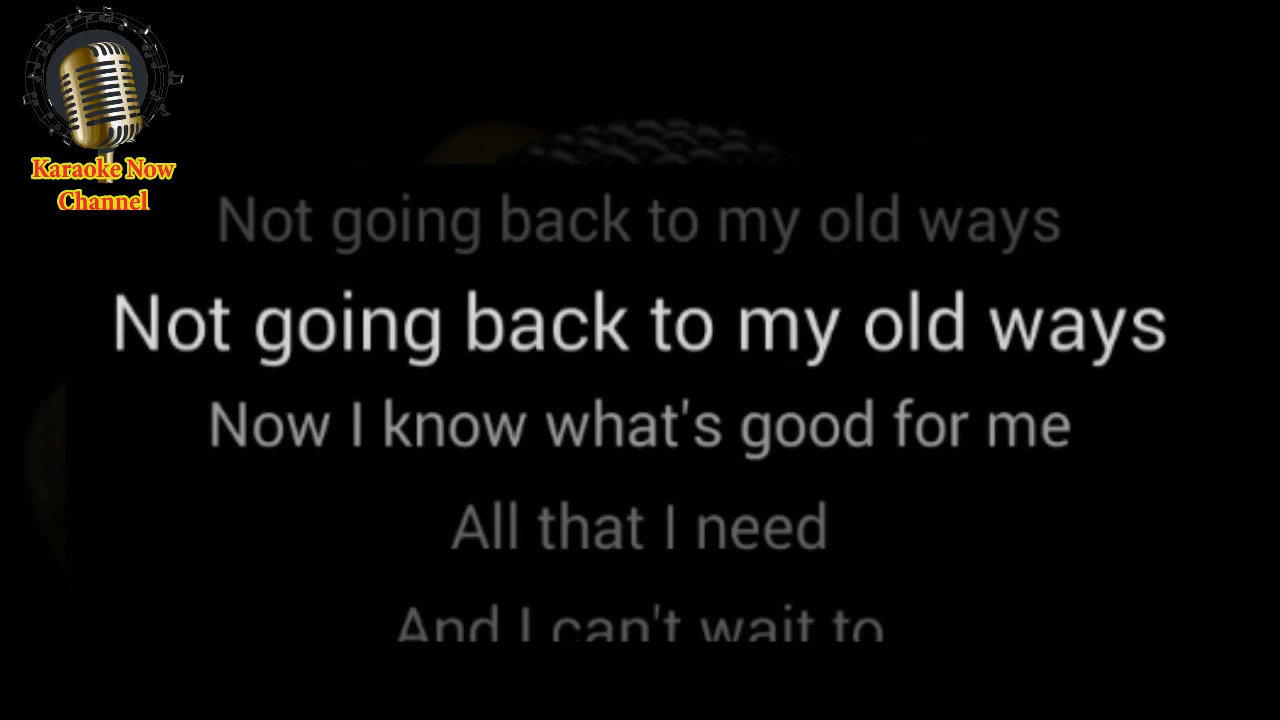 Karaoke Now
Channel
Not going back to my old ways
Not going back to my old ways
Now I know what's good for me
All that I need
And I can't wait to